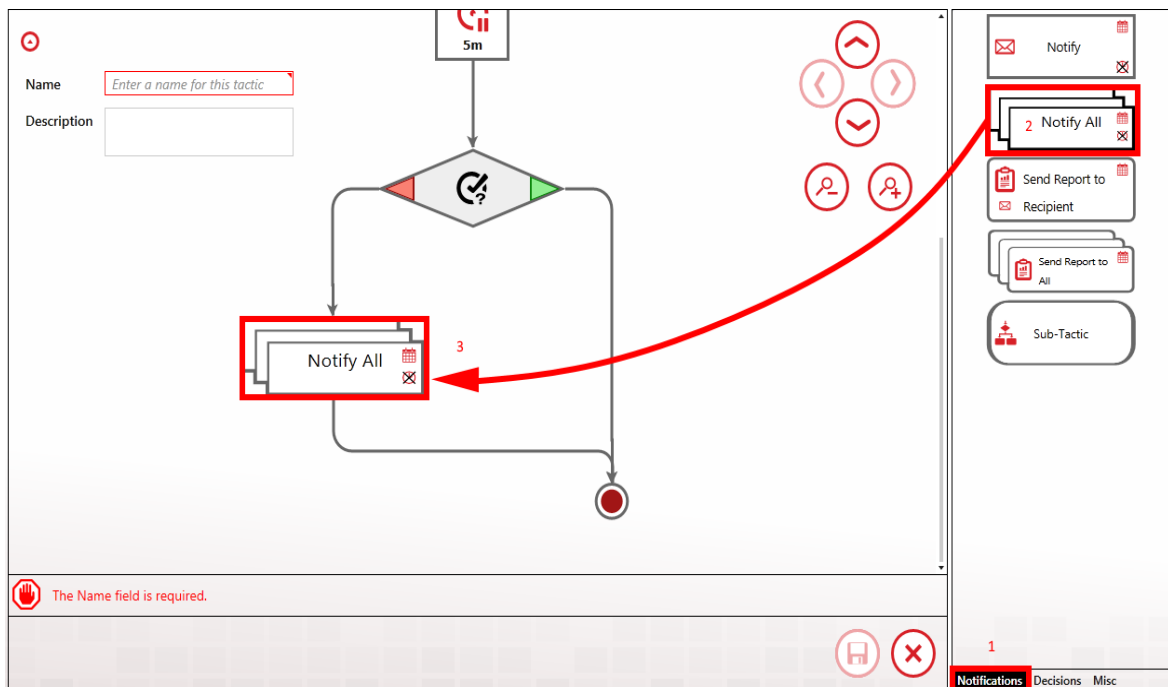 5m
Name
Enter a name for this tactic
Description
?
Notify All
3
The Name field is required.
Notify
2
Notify All
Send Report to
Recipient
Send Report to
All
Sub-Tactic
1
Notifications
Decisions
Misc